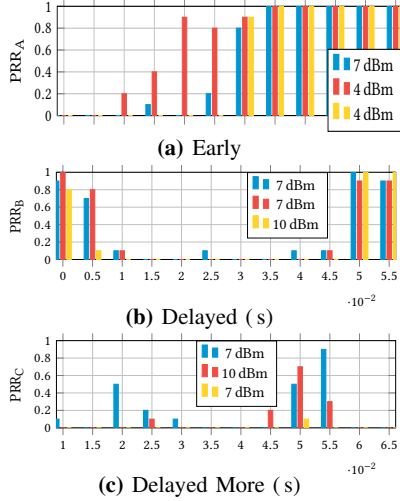 PRR_A
1
0.8
0.6
0.4
0.2
0
7 dBm
4 dBm
4 dBm
(a) Early
PRR_B
1
0.8
0.6
0.4
0.2
0
7 dBm
7 dBm
10 dBm
0 0.5 1 1.5 2 2.5 3 3.5 4 4.5 5 5.5
·10⁻²
(b) Delayed (s)
PRR_C
1
0.8
0.6
0.4
0.2
0
7 dBm
10 dBm
7 dBm
1 1.5 2 2.5 3 3.5 4 4.5 5 5.5 6 6.5
·10⁻²
(c) Delayed More (s)